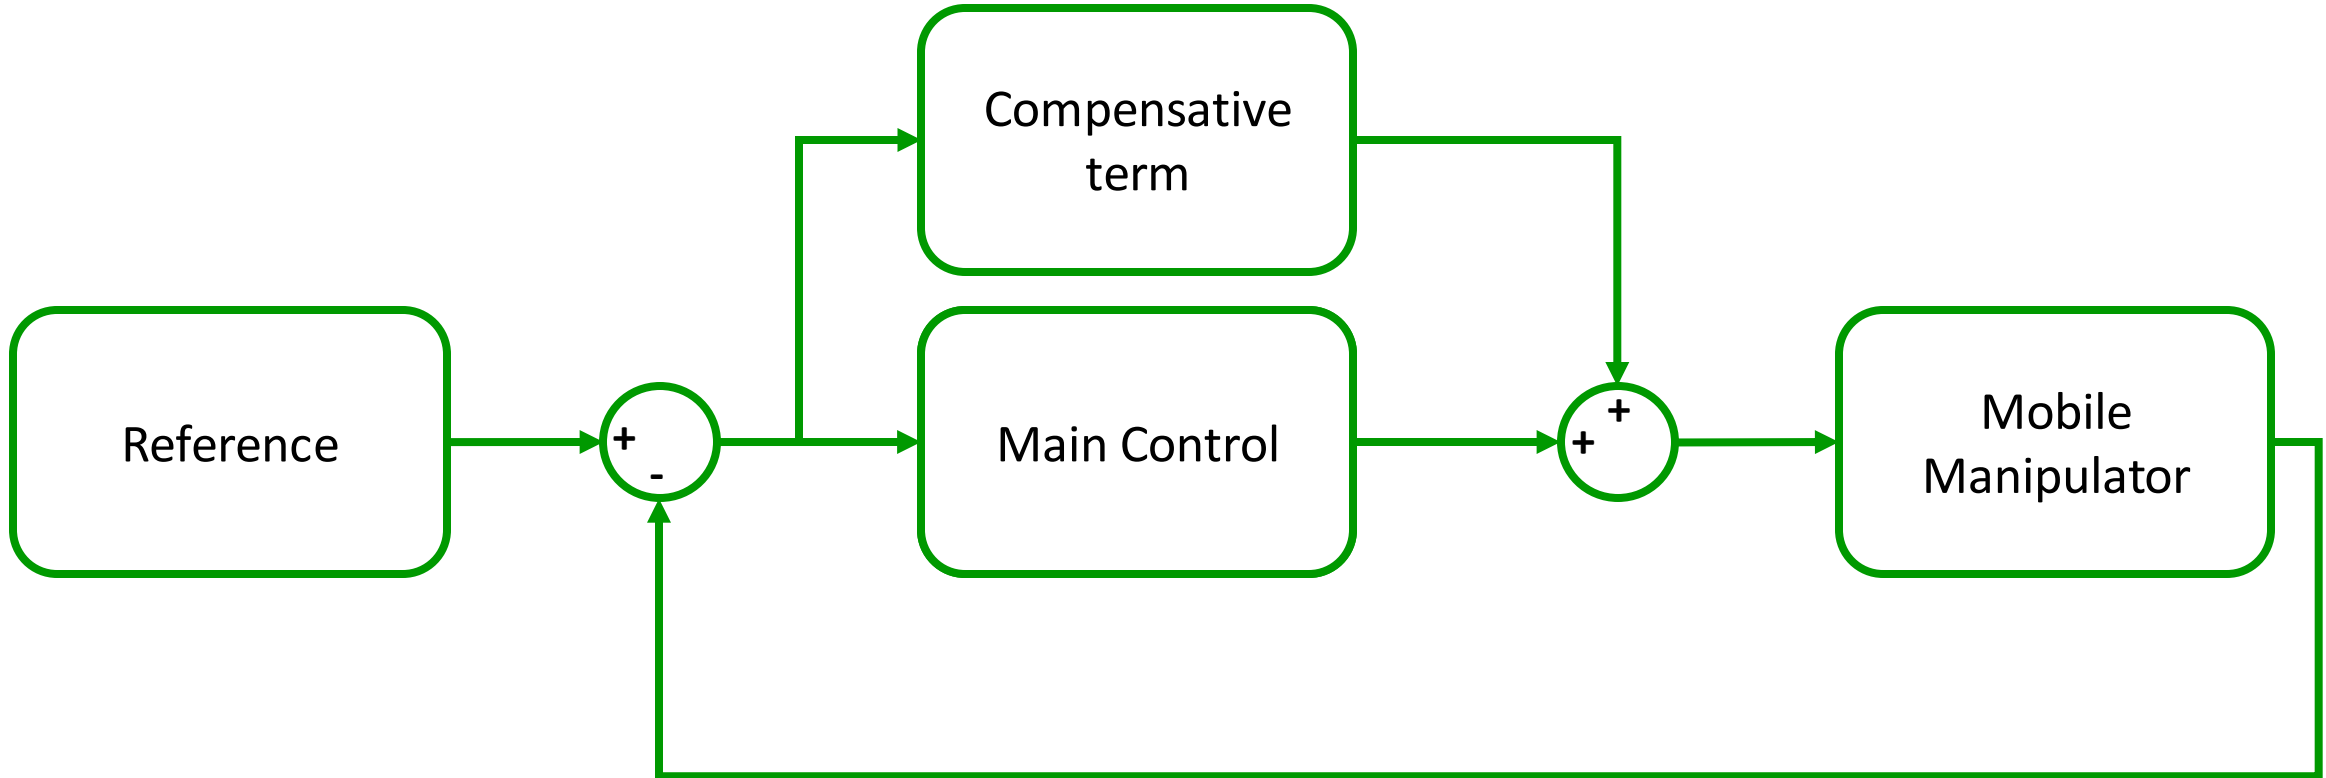 Compensative
term
Reference
+
-
Main Control
+
+
Mobile
Manipulator